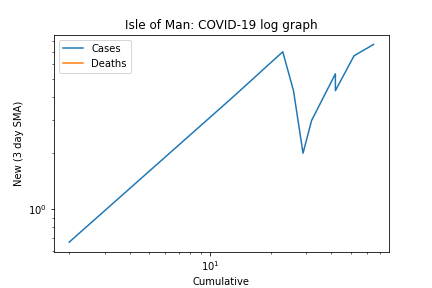 Isle of Man: COVID-19 log graph
Cases
Deaths
New (3 day SMA)
10⁰
10¹
Cumulative